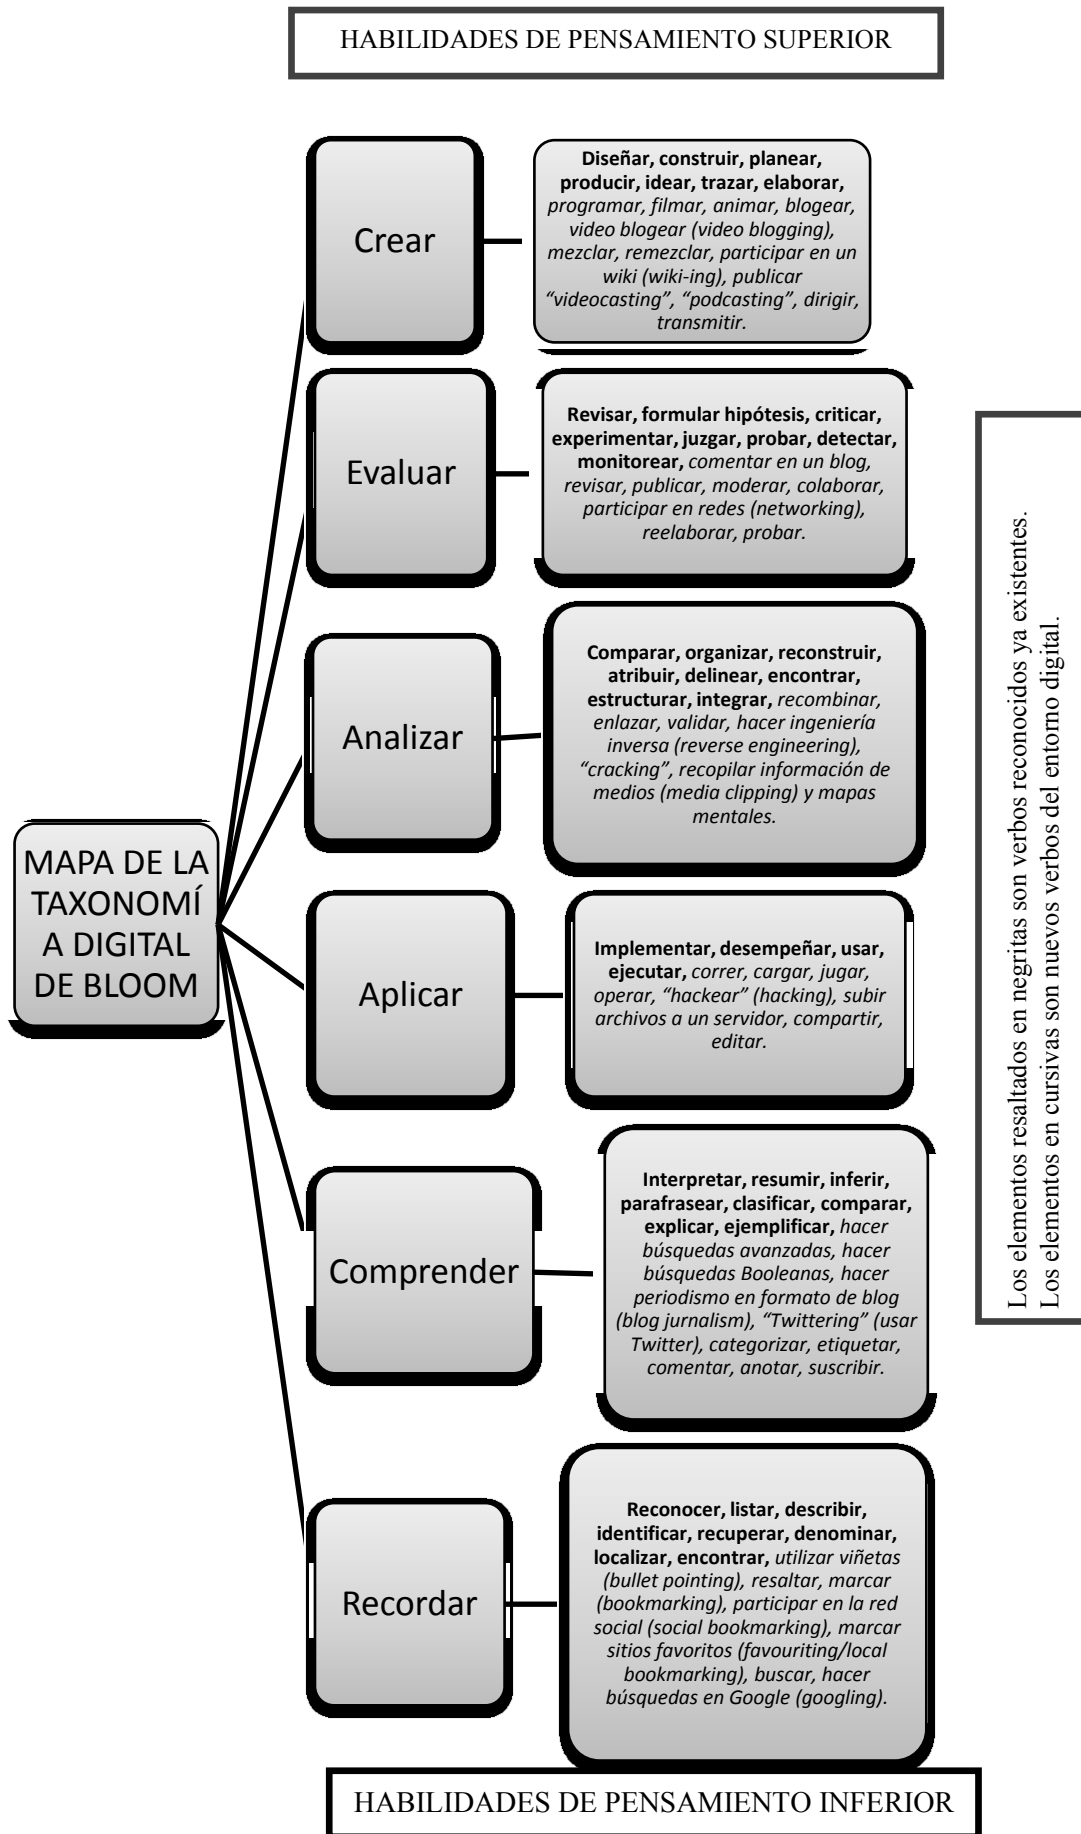 HABILIDADES DE PENSAMIENTO SUPERIOR
Crear
Diseñar, construir, planear,
producir, idear, trazar, elaborar,
programar, filmar, animar, blogear,
video blogear (video blogging),
mezclar, remezclar, participar en un
wiki (wiki-ing), publicar
“videocasting”, “podcasting”, dirigir,
transmitir.
Evaluar
Revisar, formular hipótesis, criticar,
experimentar, juzgar, probar, detectar,
monitorear, comentar en un blog,
revisar, publicar, moderar, colaborar,
participar en redes (networking),
reelaborar, probar.
Analizar
Comparar, organizar, reconstruir,
atribuir, delinear, encontrar,
estructurar, integrar, recombinar,
enlazar, validar, hacer ingeniería
inversa (reverse engineering),
“cracking”, recopilar información de
medios (media clipping) y mapas
mentales.
MAPA DE LA
TAXONOMÍ
A DIGITAL
DE BLOOM
Aplicar
Implementar, desempeñar, usar,
ejecutar, correr, cargar, jugar,
operar, “hackear” (hacking), subir
archivos a un servidor, compartir,
editar.
Comprender
Interpretar, resumir, inferir,
parafrasear, clasificar, comparar,
explicar, ejemplificar, hacer
búsquedas avanzadas, hacer
búsquedas Booleanas, hacer
periodismo en formato de blog
(blog jurnalism), “Twittering” (usar
Twitter), categorizar, etiquetar,
comentar, anotar, suscribir.
Recordar
Reconocer, listar, describir,
identificar, recuperar, denominar,
localizar, encontrar, utilizar viñetas
(bullet pointing), resaltar, marcar
(bookmarking), participar en la red
social (social bookmarking), marcar
sitios favoritos (favouriting/local
bookmarking), buscar, hacer
búsquedas en Google (googling).
Los elementos resaltados en negritas son verbos reconocidos ya existentes.
Los elementos en cursivas son nuevos verbos del entorno digital.
HABILIDADES DE PENSAMIENTO INFERIOR